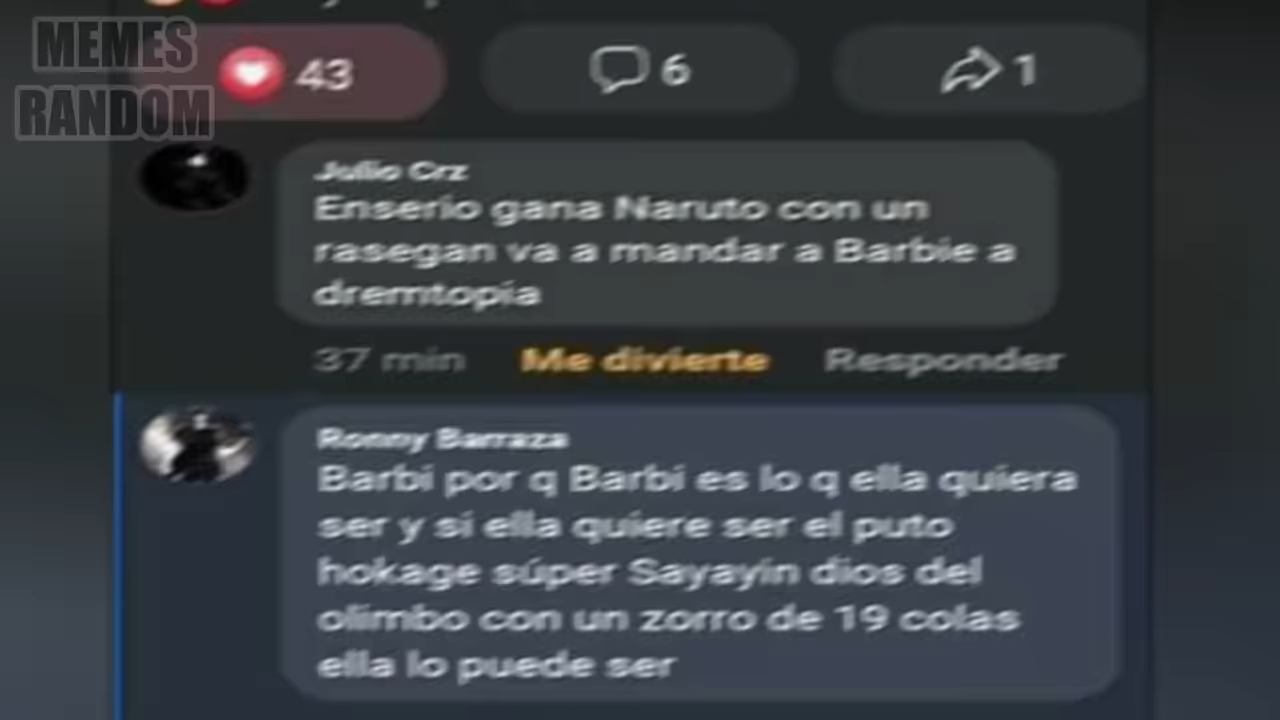 MEMES
RANDOM
43
6
1
Julio Crz
Enserio gana Naruto con un
rasegan va a mandar a Barbie a
dremtopia
37 min Me divierte Responder
Ronny Barraza
Barbi por q Barbi es lo q ella quiera
ser y si ella quiere ser el puto
hokage súper Sayayin dios del
olimbo con un zorro de 19 colas
ella lo puede ser